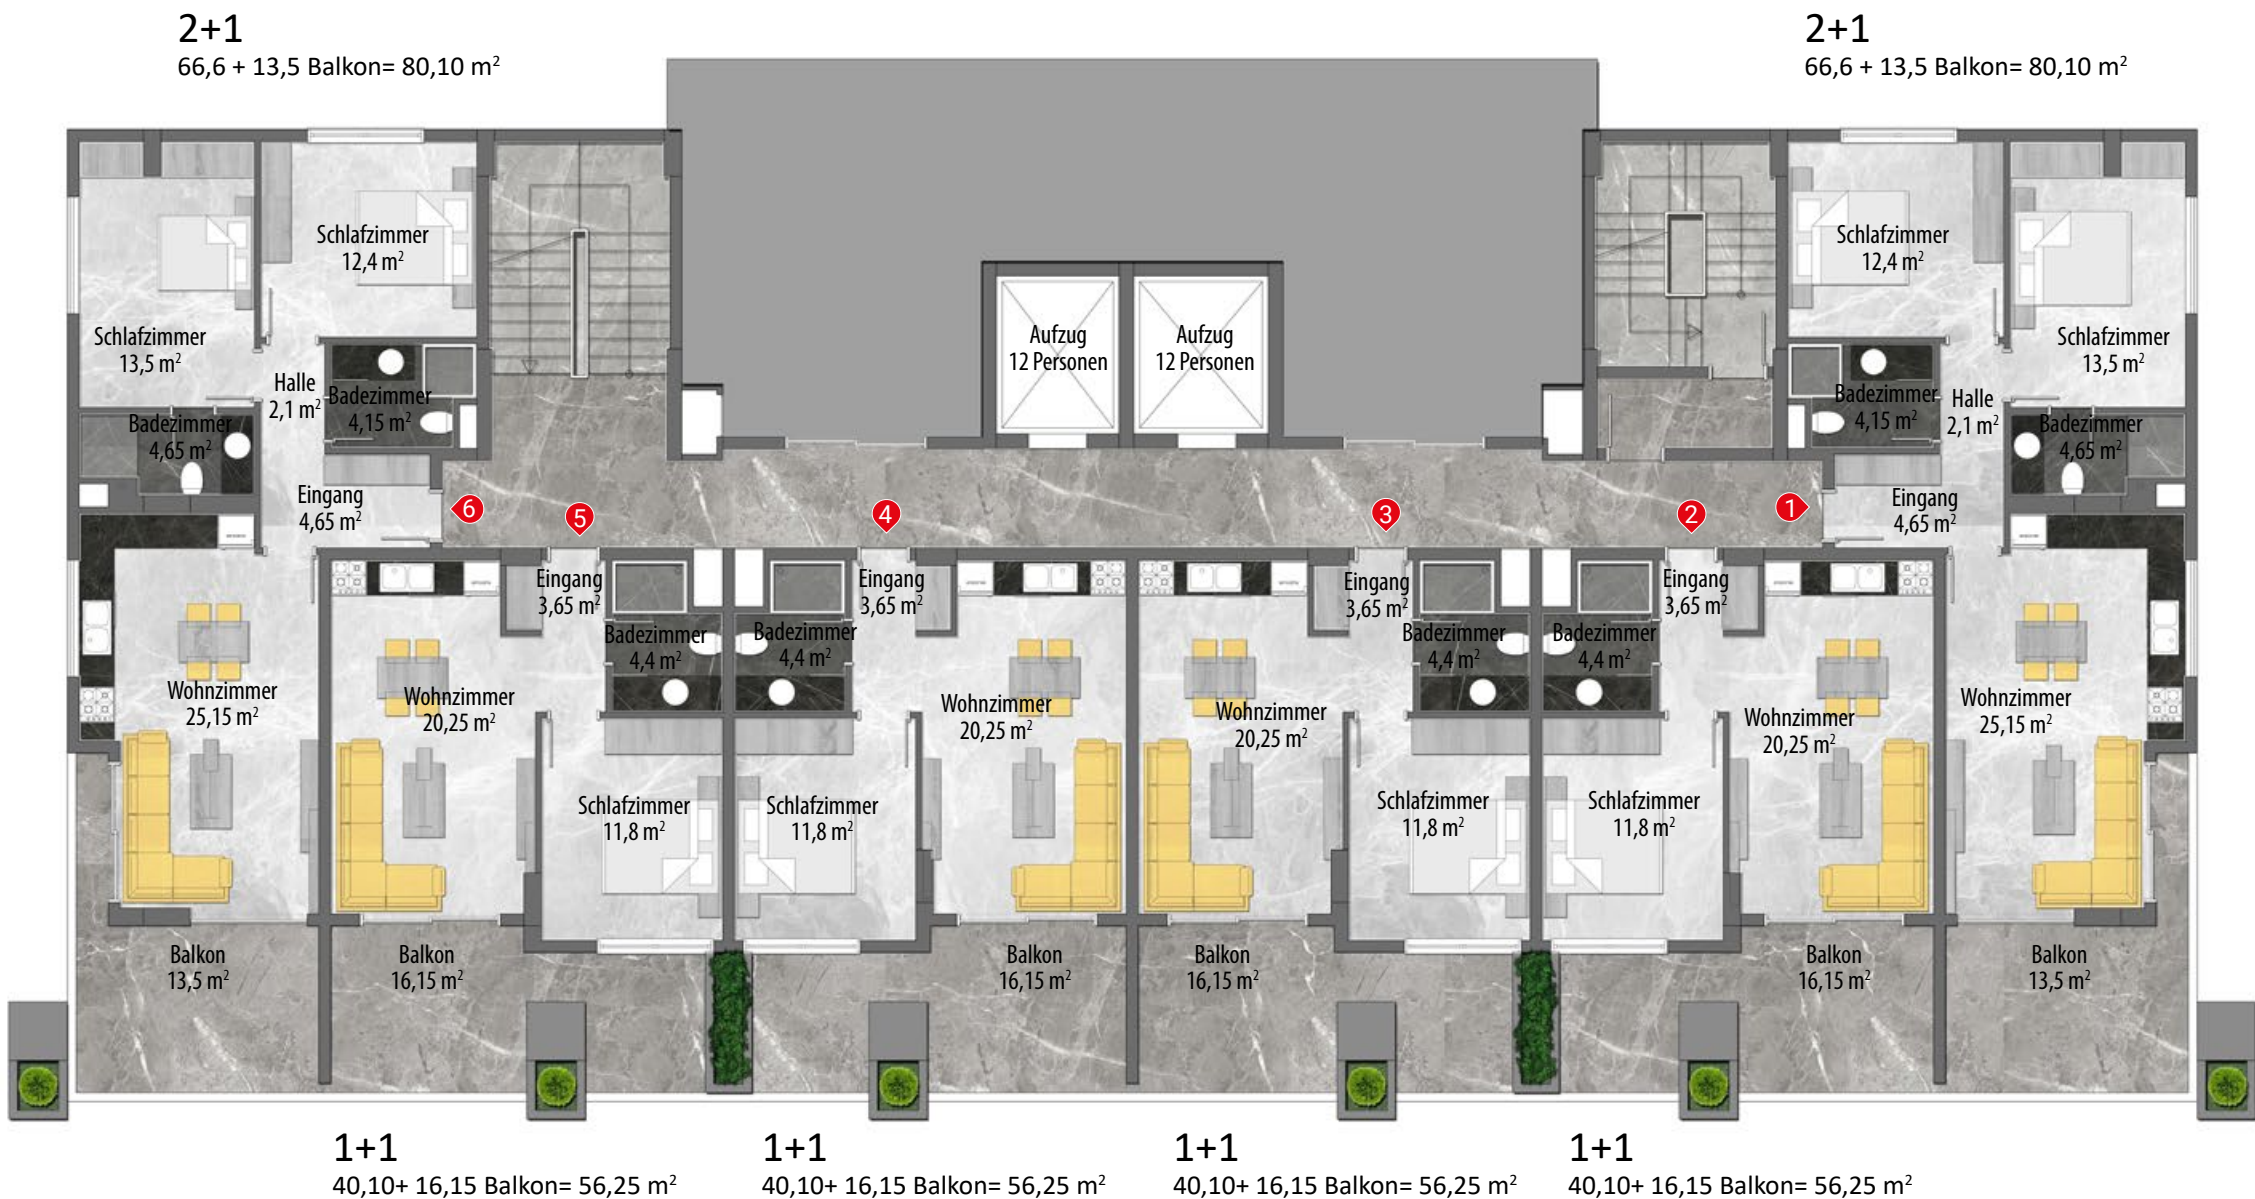 2+1
66,6 + 13,5 Balkon= 80,10 m²
2+1
66,6 + 13,5 Balkon= 80,10 m²
Schlafzimmer
12,4 m²
Schlafzimmer
13,5 m²
Halle
2,1 m²
Badezimmer
4,15 m²
Badezimmer
4,65 m²
Eingang
4,65 m²
Aufzug
12 Personen
Aufzug
12 Personen
Schlafzimmer
12,4 m²
Schlafzimmer
13,5 m²
Badezimmer
4,15 m²
Halle
2,1 m²
Badezimmer
4,65 m²
Eingang
4,65 m²
6
5
4
3
2
1
Eingang
3,65 m²
Eingang
3,65 m²
Eingang
3,65 m²
Eingang
3,65 m²
Badezimmer
4,4 m²
Badezimmer
4,4 m²
Badezimmer
4,4 m²
Badezimmer
4,4 m²
Wohnzimmer
25,15 m²
Wohnzimmer
20,25 m²
Wohnzimmer
20,25 m²
Wohnzimmer
20,25 m²
Wohnzimmer
20,25 m²
Wohnzimmer
25,15 m²
Schlafzimmer
11,8 m²
Schlafzimmer
11,8 m²
Schlafzimmer
11,8 m²
Schlafzimmer
11,8 m²
Balkon
13,5 m²
Balkon
16,15 m²
Balkon
16,15 m²
Balkon
16,15 m²
Balkon
16,15 m²
Balkon
13,5 m²
1+1
40,10+ 16,15 Balkon= 56,25 m²
1+1
40,10+ 16,15 Balkon= 56,25 m²
1+1
40,10+ 16,15 Balkon= 56,25 m²
1+1
40,10+ 16,15 Balkon= 56,25 m²